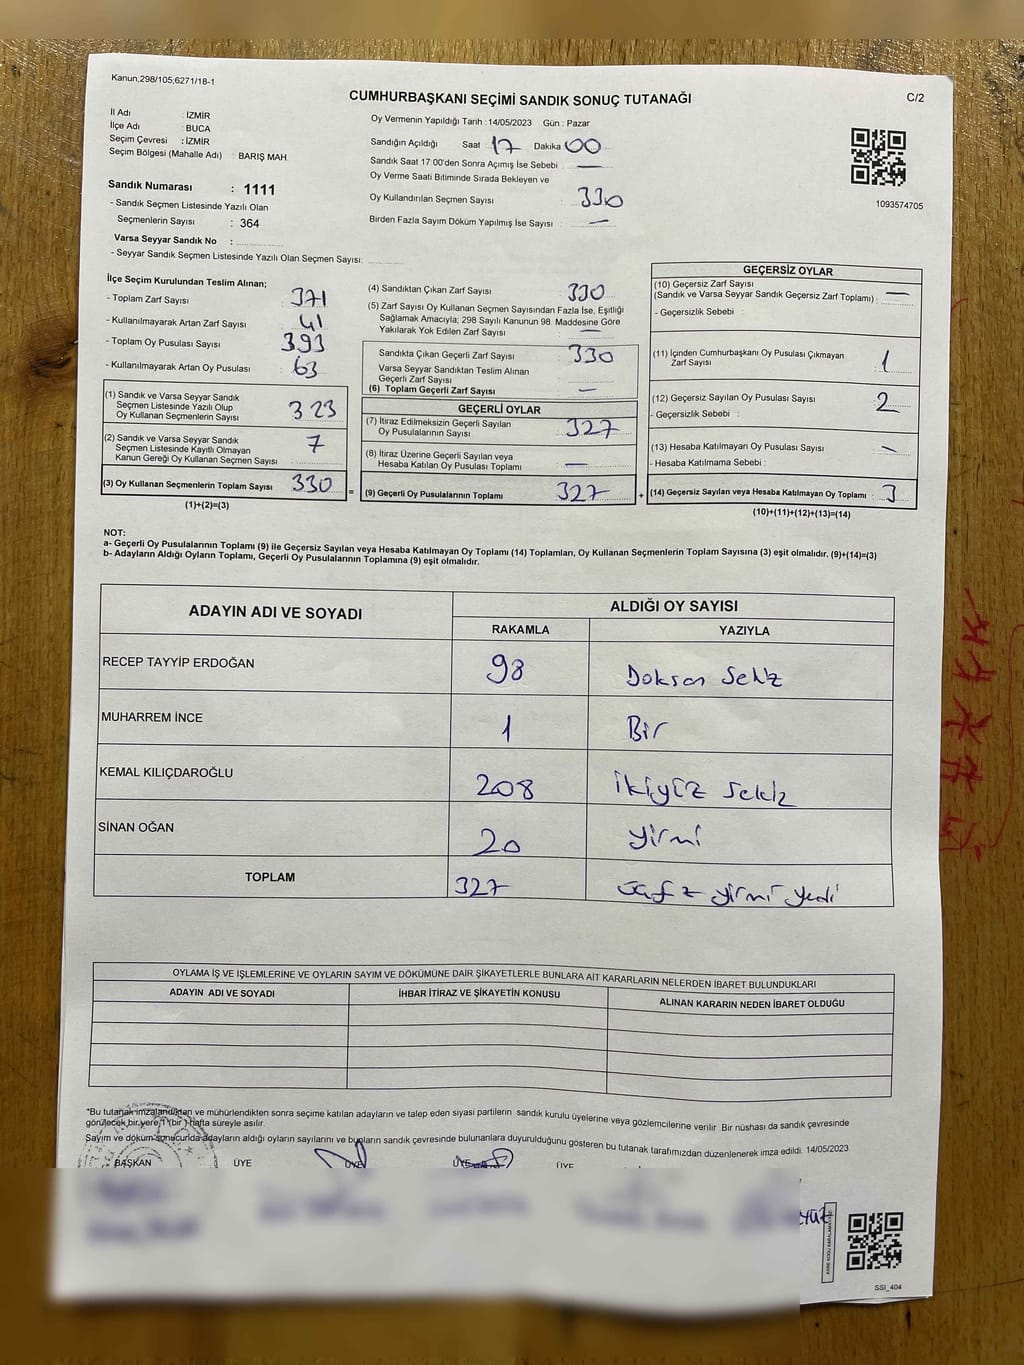 Kanun,298/105,6271/18-1
CUMHURBAŞKANI SEÇİMİ SANDIK SONUÇ TUTANAĞI
C/2
İl Adı : İZMİR
İlçe Adı : BUCA
Seçim Çevresi : İZMİR
Seçim Bölgesi (Mahalle Adı) : BARIŞ MAH.
Oy Vermenin Yapıldığı Tarih : 14/05/2023 Gün : Pazar
Sandığın Açıldığı Saat : 17 Dakika : 00
Sandık Saat 17:00'den Sonra Açımış İse Sebebi : —
Oy Verme Saati Bitiminde Sırada Bekleyen ve
Oy Kullandırılan Seçmen Sayısı : 330
Birden Fazla Sayım Döküm Yapılmış İse Sayısı : —
1093574705
Sandık Numarası : 1111
- Sandık Seçmen Listesinde Yazılı Olan
Seçmenlerin Sayısı : 364
Varsa Seyyar Sandık No :
- Seyyar Sandık Seçmen Listesinde Yazılı Olan Seçmen Sayısı:
İlçe Seçim Kurulundan Teslim Alınan;
- Toplam Zarf Sayısı : 371
- Kullanılmayarak Artan Zarf Sayısı : 41
- Toplam Oy Pusulası Sayısı : 393
- Kullanılmayarak Artan Oy Pusulası : 63
(1) Sandık ve Varsa Seyyar Sandık
Seçmen Listesinde Yazılı Olup
Oy Kullanan Seçmenlerin Sayısı : 323
(2) Sandık ve Varsa Seyyar Sandık
Seçmen Listesinde Kayıtlı Olmayan
Kanun Gereği Oy Kullanan Seçmen Sayısı : 7
(3) Oy Kullanan Seçmenlerin Toplam Sayısı : 330
(1)+(2)=(3)
(4) Sandıktan Çıkan Zarf Sayısı : 330
(5) Zarf Sayısı Oy Kullanan Seçmen Sayısından Fazla İse, Eşitliği
Sağlamak Amacıyla; 298 Sayılı Kanunun 98. Maddesine Göre
Yakılarak Yok Edilen Zarf Sayısı : —
Sandıkta Çıkan Geçerli Zarf Sayısı : 330
Varsa Seyyar Sandıktan Teslim Alınan
Geçerli Zarf Sayısı :
(6) Toplam Geçerli Zarf Sayısı : —
GEÇERLİ OYLAR
(7) İtiraz Edilmeksizin Geçerli Sayılan
Oy Pusulalarının Sayısı : 327
(8) İtiraz Üzerine Geçerli Sayılan veya
Hesaba Katılan Oy Pusulası Toplamı : —
= (9) Geçerli Oy Pusulalarının Toplamı : 327 +
GEÇERSİZ OYLAR
(10) Geçersiz Zarf Sayısı
(Sandık ve Varsa Seyyar Sandık Geçersiz Zarf Toplamı) : —
- Geçersizlik Sebebi :
(11) İçinden Cumhurbaşkanı Oy Pusulası Çıkmayan
Zarf Sayısı : 1
(12) Geçersiz Sayılan Oy Pusulası Sayısı : 2
- Geçersizlik Sebebi :
(13) Hesaba Katılmayan Oy Pusulası Sayısı : —
- Hesaba Katılmama Sebebi :
(14) Geçersiz Sayılan veya Hesaba Katılmayan Oy Toplamı : 3
(10)+(11)+(12)+(13)=(14)
NOT:
a- Geçerli Oy Pusulalarının Toplamı (9) ile Geçersiz Sayılan veya Hesaba Katılmayan Oy Toplamı (14) Toplamları, Oy Kullanan Seçmenlerin Toplam Sayısına (3) eşit olmalıdır. (9)+(14)=(3)
b- Adayların Aldığı Oyların Toplamı, Geçerli Oy Pusulalarının Toplamına (9) eşit olmalıdır.
ADAYIN ADI VE SOYADI ALDIĞI OY SAYISI
RAKAMLA YAZIYLA
RECEP TAYYİP ERDOĞAN 98 Doksan Sekiz
MUHARREM İNCE 1 Bir
KEMAL KILIÇDAROĞLU 208 ikiyüz Sekiz
SİNAN OĞAN 20 yirmi
TOPLAM 327 yirmi yedi
OYLAMA İŞ VE İŞLEMLERİNE VE OYLARIN SAYIM VE DÖKÜMÜNE DAİR ŞİKAYETLERLE BUNLARA AİT KARARLARIN NELERDEN İBARET BULUNDUKLARI
ADAYIN ADI VE SOYADI İHBAR İTİRAZ VE ŞİKAYETİN KONUSU ALINAN KARARIN NEDEN İBARET OLDUĞU
*Bu tutanak imzalandıktan ve mühürlendikten sonra seçime katılan adayların ve talep eden siyasi partilerin sandık kurulu üyelerine veya gözlemcilerine verilir Bir nüshası da sandık çevresinde
görülecek bir yere 1 (bir) hafta süreyle asılır
Sayım ve döküm sonucunda adayların aldığı oyların sayılarını ve bunların sandık çevresinde bulunanlara duyurulduğunu gösteren bu tutanak tarafımızdan düzenlenerek imza edildi. 14/05/2023
BAŞKAN ÜYE ÜYE ÜYE ÜYE
SSI_404